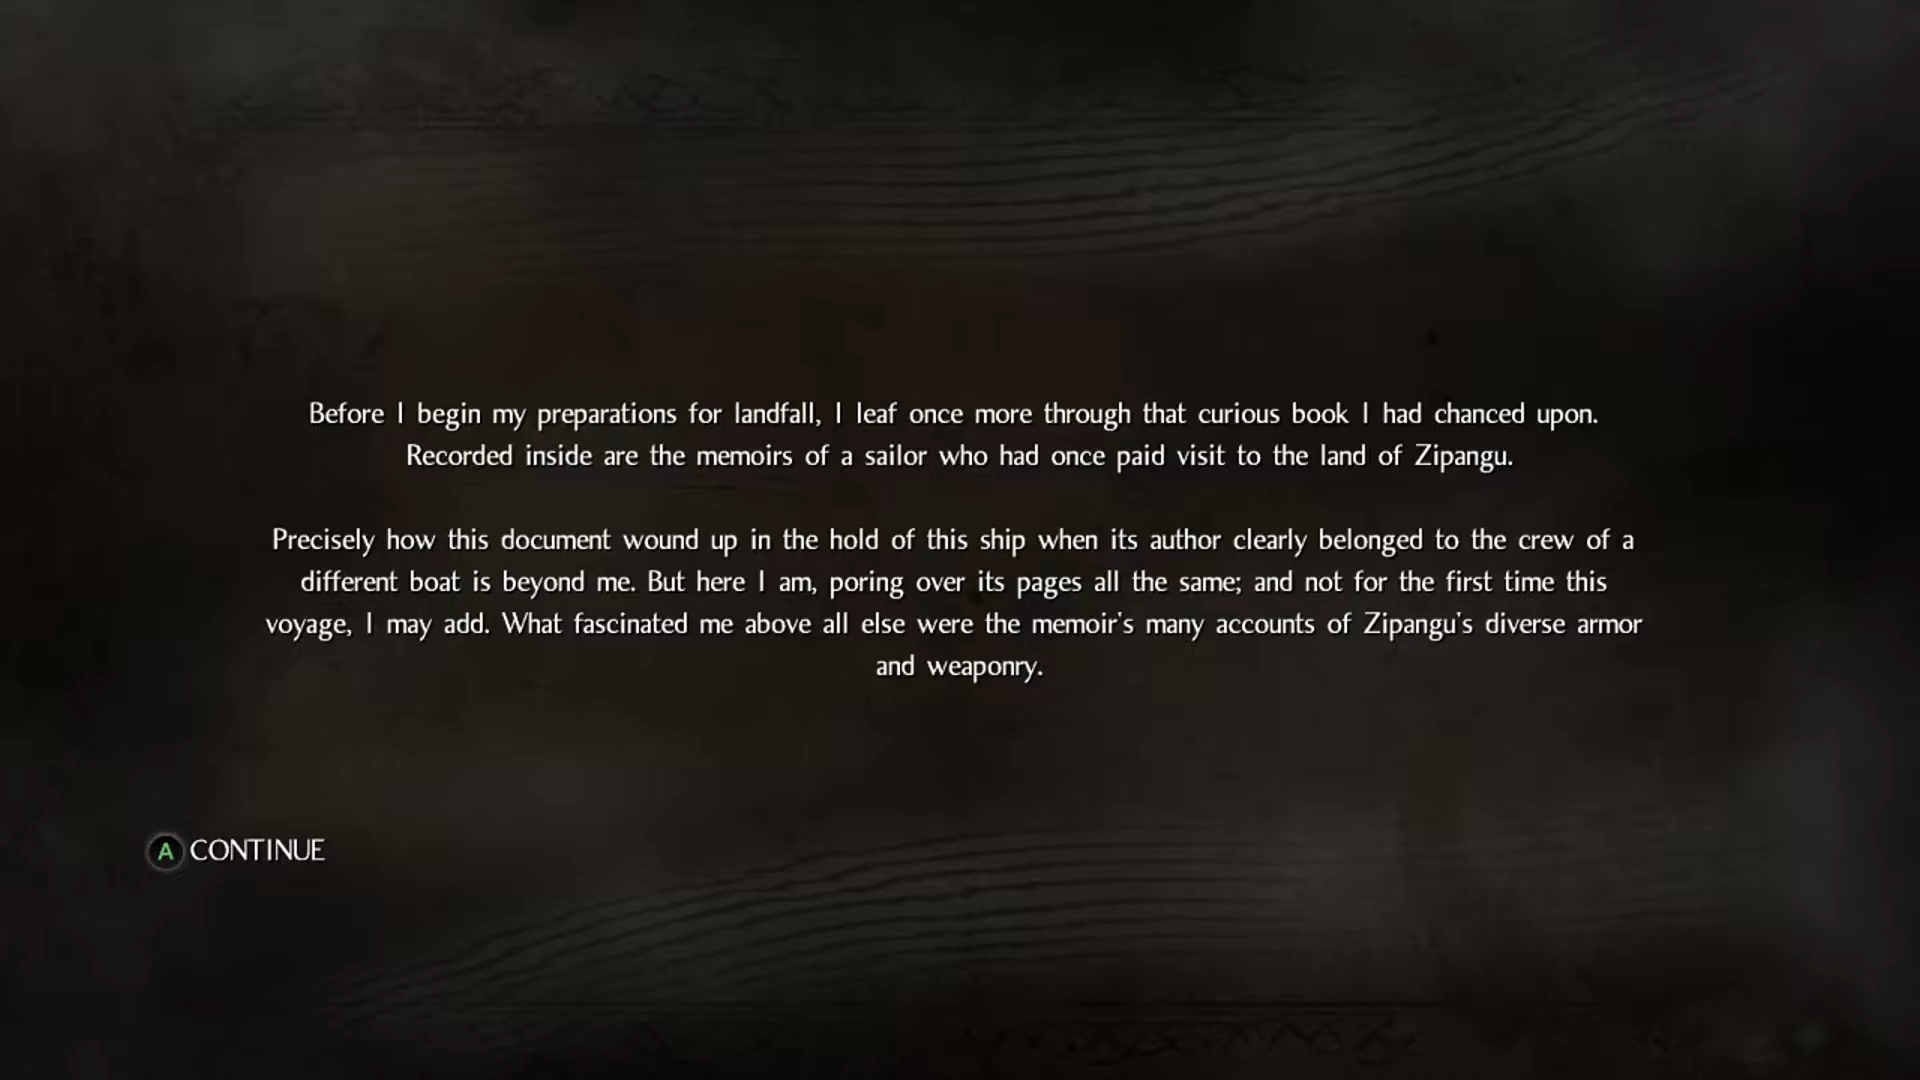 Before I begin my preparations for landfall, I leaf once more through that curious book I had chanced upon.
Recorded inside are the memoirs of a sailor who had once paid visit to the land of Zipangu.
Precisely how this document wound up in the hold of this ship when its author clearly belonged to the crew of a
different boat is beyond me. But here I am, poring over its pages all the same; and not for the first time this
voyage, I may add. What fascinated me above all else were the memoir's many accounts of Zipangu's diverse armor
and weaponry.
A CONTINUE